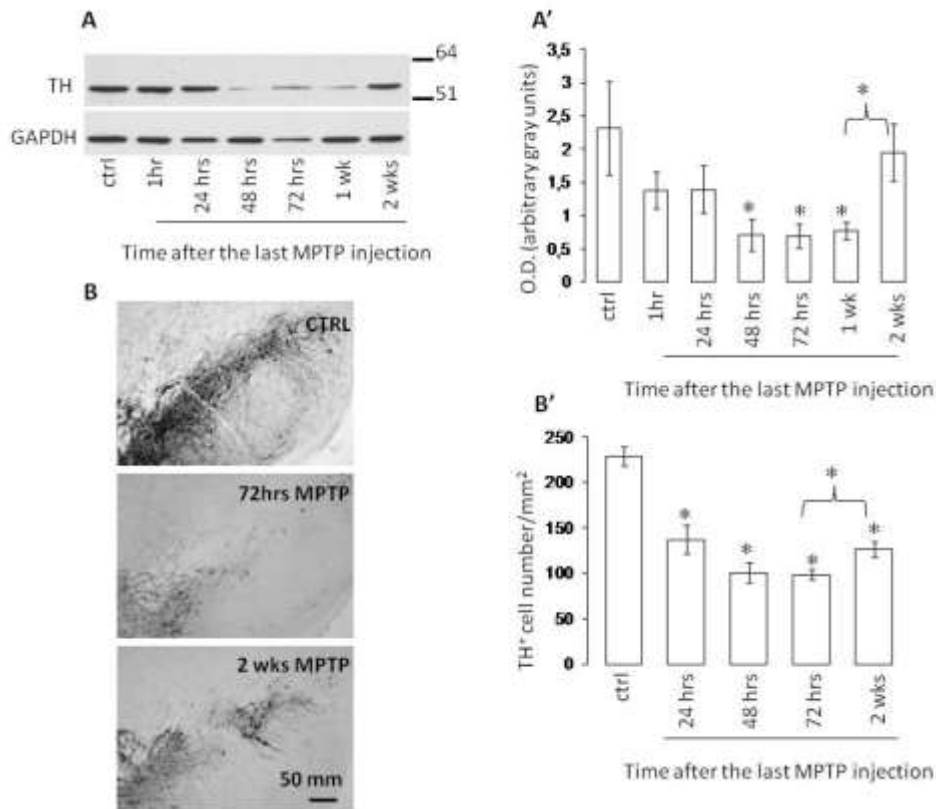 A
64
TH
51
GAPDH
ctrl
1hr
24 hrs
48 hrs
72 hrs
1 wk
2 wks
Time after the last MPTP injection
A'
O.D. (arbitrary gray units)
3,5
3
2,5
2
1,5
1
0,5
0
*
*
*
*
ctrl
1hr
24 hrs
48 hrs
72 hrs
1 wk
2 wks
Time after the last MPTP injection
B
CTRL
72hrs MPTP
2 wks MPTP
50 mm
B'
TH⁺ cell number/mm²
250
200
150
100
50
0
*
*
*
*
*
ctrl
24 hrs
48 hrs
72 hrs
2 wks
Time after the last MPTP injection